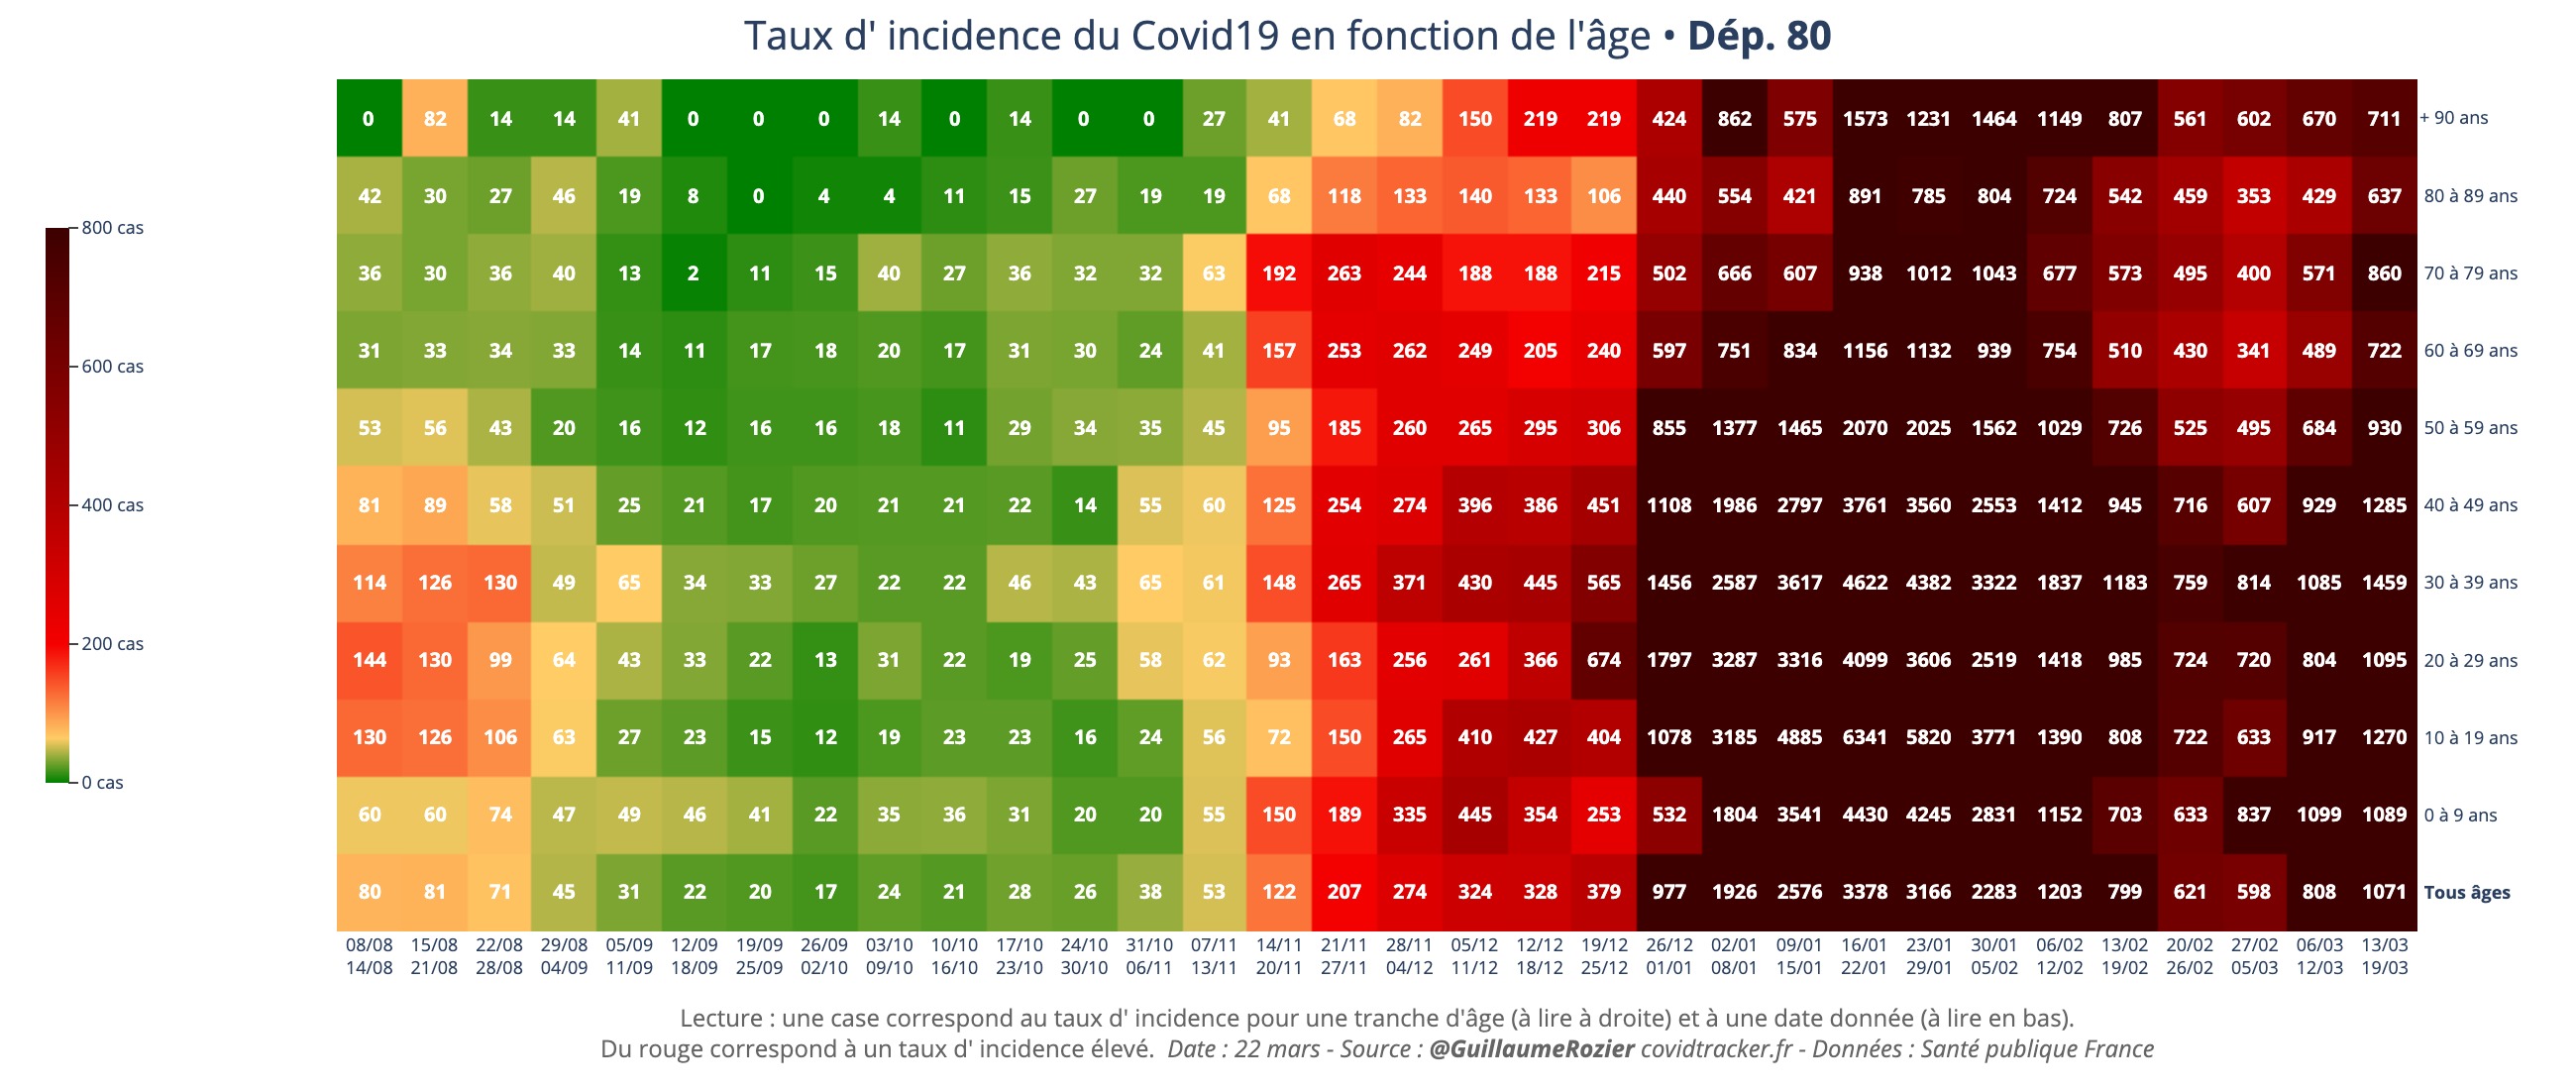 Taux d' incidence du Covid19 en fonction de l'âge • Dép. 80
800 cas
600 cas
400 cas
200 cas
0 cas
0 82 14 14 41 0 0 0 14 0 14 0 0 27 41 68 82 150 219 219 424 862 575 1573 1231 1464 1149 807 561 602 670 711 + 90 ans
42 30 27 46 19 8 0 4 4 11 15 27 19 19 68 118 133 140 133 106 440 554 421 891 785 804 724 542 459 353 429 637 80 à 89 ans
36 30 36 40 13 2 11 15 40 27 36 32 32 63 192 263 244 188 188 215 502 666 607 938 1012 1043 677 573 495 400 571 860 70 à 79 ans
31 33 34 33 14 11 17 18 20 17 31 30 24 41 157 253 262 249 205 240 597 751 834 1156 1132 939 754 510 430 341 489 722 60 à 69 ans
53 56 43 20 16 12 16 16 18 11 29 34 35 45 95 185 260 265 295 306 855 1377 1465 2070 2025 1562 1029 726 525 495 684 930 50 à 59 ans
81 89 58 51 25 21 17 20 21 21 22 14 55 60 125 254 274 396 386 451 1108 1986 2797 3761 3560 2553 1412 945 716 607 929 1285 40 à 49 ans
114 126 130 49 65 34 33 27 22 22 46 43 65 61 148 265 371 430 445 565 1456 2587 3617 4622 4382 3322 1837 1183 759 814 1085 1459 30 à 39 ans
144 130 99 64 43 33 22 13 31 22 19 25 58 62 93 163 256 261 366 674 1797 3287 3316 4099 3606 2519 1418 985 724 720 804 1095 20 à 29 ans
130 126 106 63 27 23 15 12 19 23 23 16 24 56 72 150 265 410 427 404 1078 3185 4885 6341 5820 3771 1390 808 722 633 917 1270 10 à 19 ans
60 60 74 47 49 46 41 22 35 36 31 20 20 55 150 189 335 445 354 253 532 1804 3541 4430 4245 2831 1152 703 633 837 1099 1089 0 à 9 ans
80 81 71 45 31 22 20 17 24 21 28 26 38 53 122 207 274 324 328 379 977 1926 2576 3378 3166 2283 1203 799 621 598 808 1071 Tous âges
08/08 15/08 22/08 29/08 05/09 12/09 19/09 26/09 03/10 10/10 17/10 24/10 31/10 07/11 14/11 21/11 28/11 05/12 12/12 19/12 26/12 02/01 09/01 16/01 23/01 30/01 06/02 13/02 20/02 27/02 06/03 13/03
14/08 21/08 28/08 04/09 11/09 18/09 25/09 02/10 09/10 16/10 23/10 30/10 06/11 13/11 20/11 27/11 04/12 11/12 18/12 25/12 01/01 08/01 15/01 22/01 29/01 05/02 12/02 19/02 26/02 05/03 12/03 19/03
Lecture : une case correspond au taux d' incidence pour une tranche d'âge (à lire à droite) et à une date donnée (à lire en bas).
Du rouge correspond à un taux d' incidence élevé. Date : 22 mars - Source : @GuillaumeRozier covidtracker.fr - Données : Santé publique France